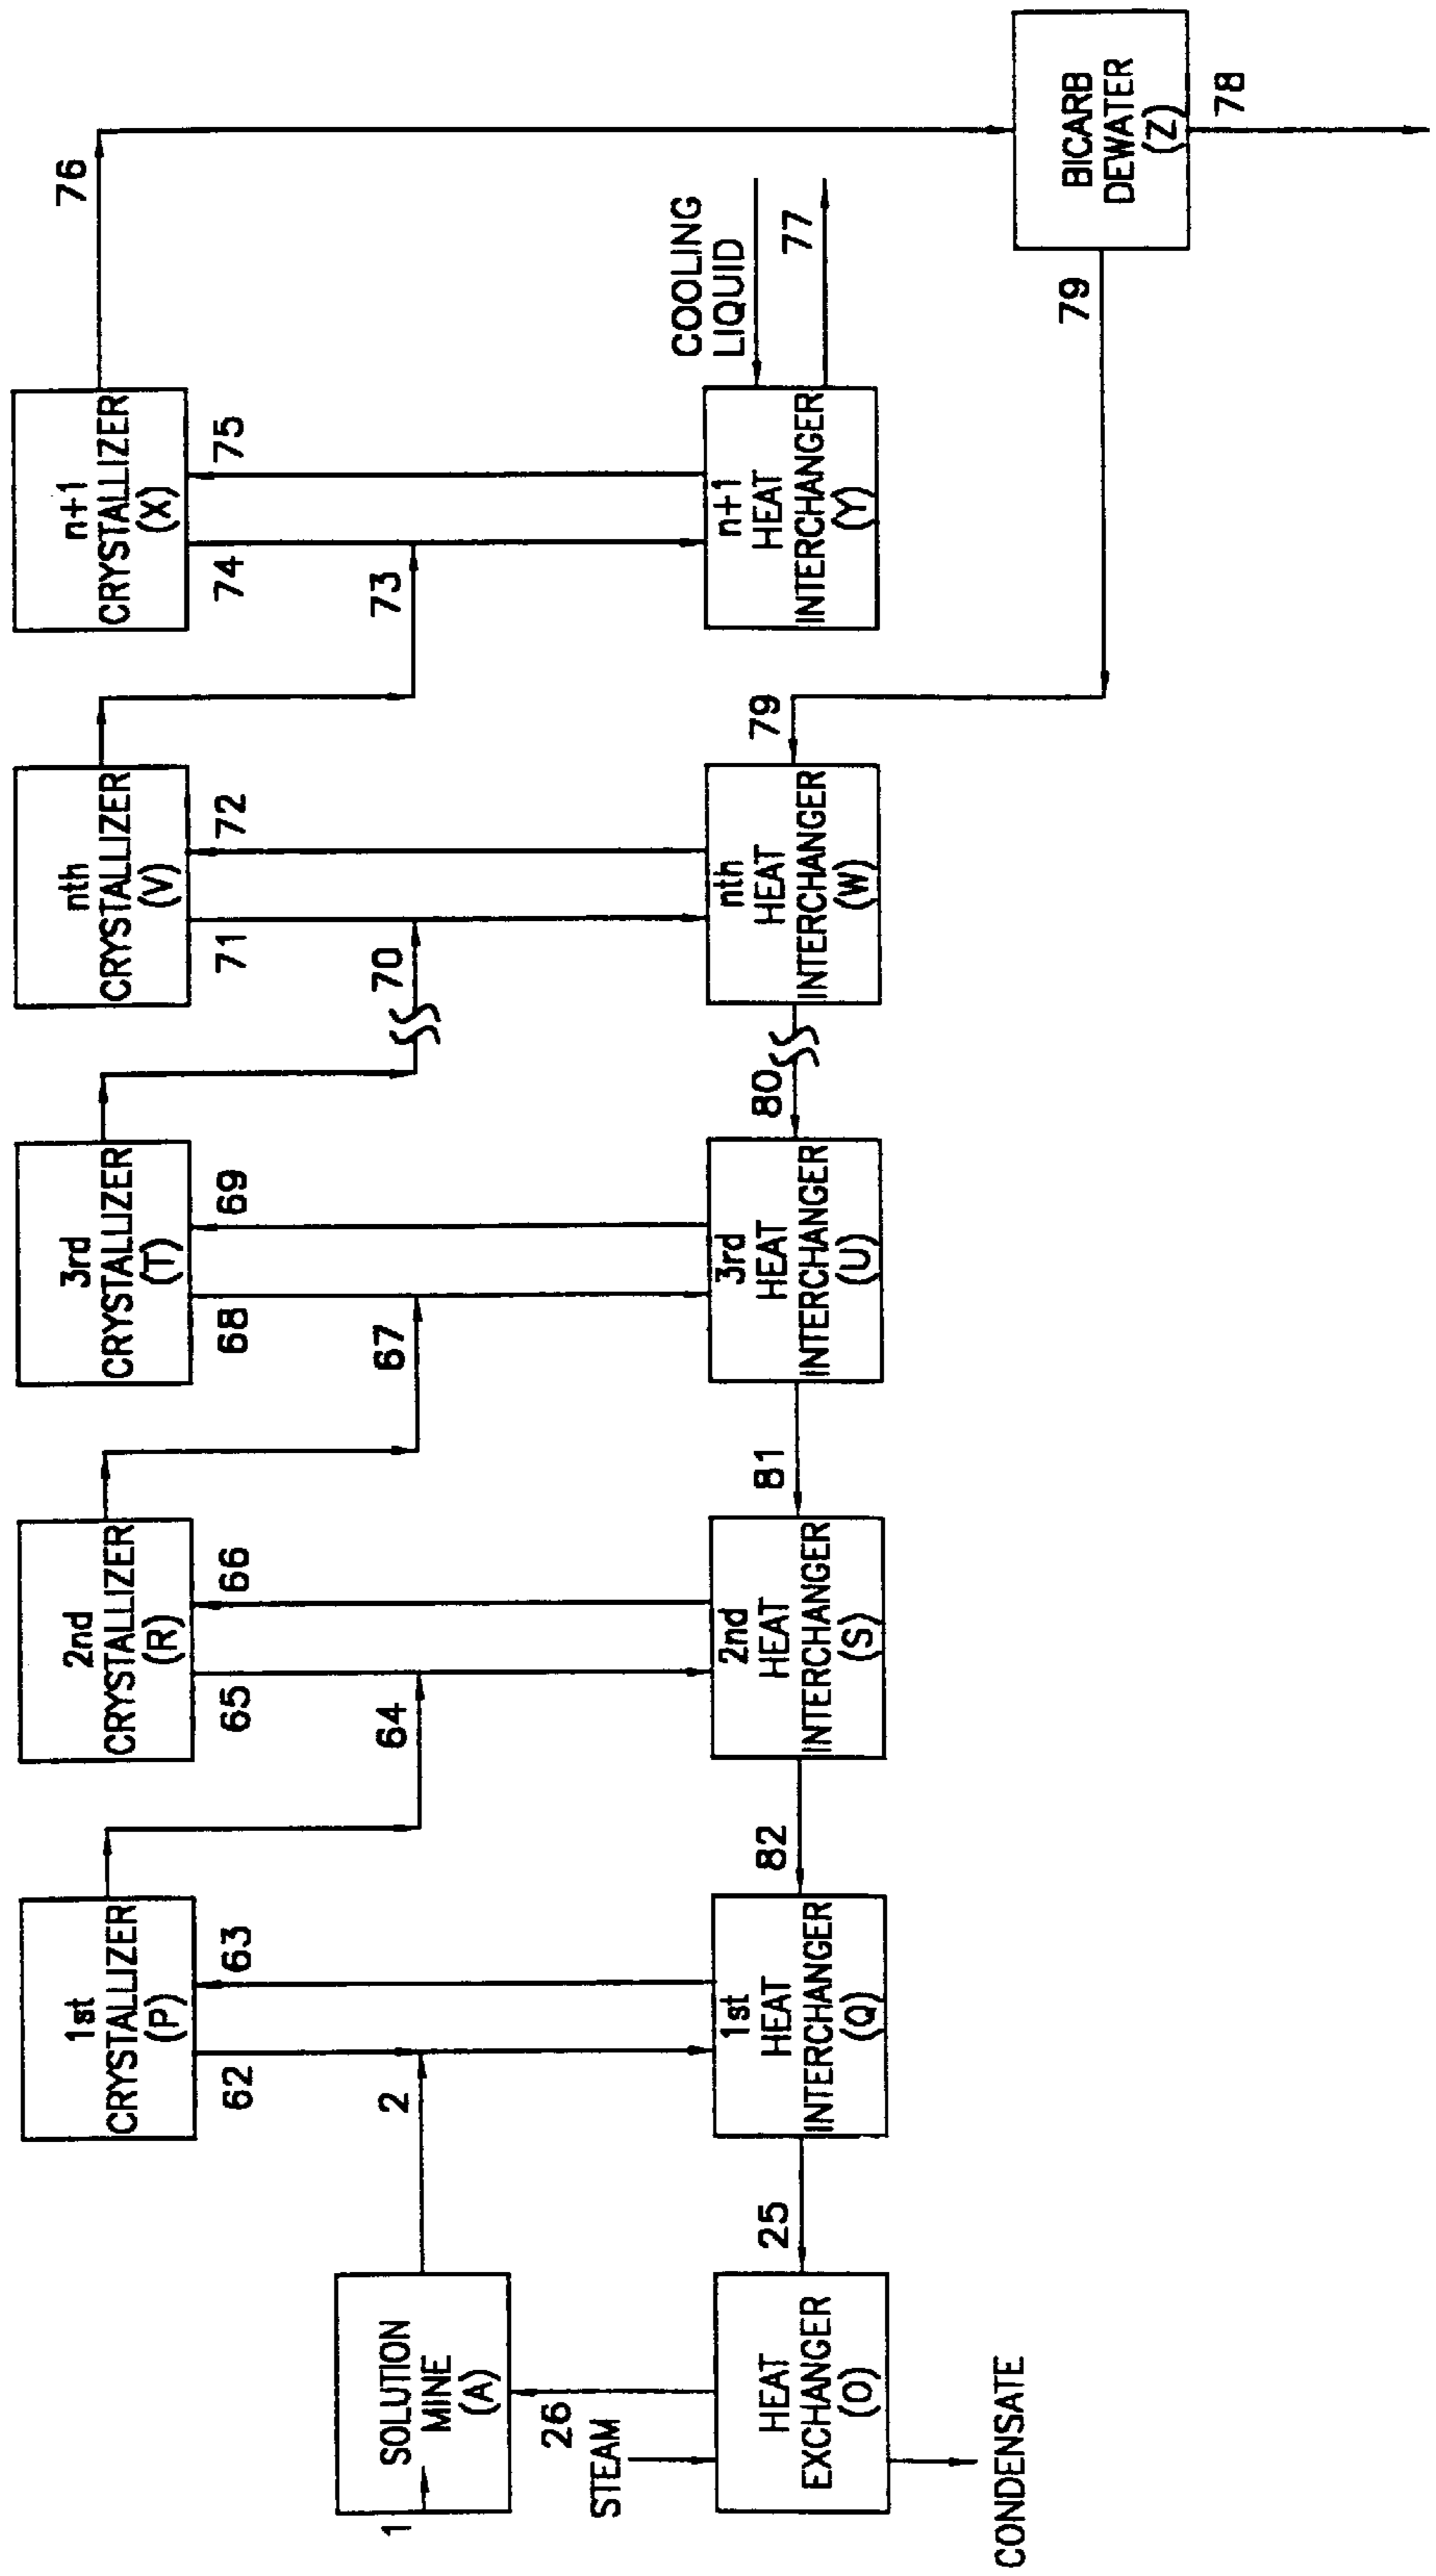 1st
CRYSTALLIZER
(P)
2nd
CRYSTALLIZER
(R)
3rd
CRYSTALLIZER
(T)
nth
CRYSTALLIZER
(V)
n+1
CRYSTALLIZER
(X)
76
62
63
65
66
68
69
71
72
74
75
1
SOLUTION
MINE
(A)
2
64
67
70
73
26
STEAM
COOLING
LIQUID
77
HEAT
EXCHANGER
(O)
25
1st
HEAT
INTERCHANGER
(Q)
82
2nd
HEAT
INTERCHANGER
(S)
81
3rd
HEAT
INTERCHANGER
(U)
80
nth
HEAT
INTERCHANGER
(W)
79
n+1
HEAT
INTERCHANGER
(Y)
CONDENSATE
79
BICARB
DEWATER
(Z)
78